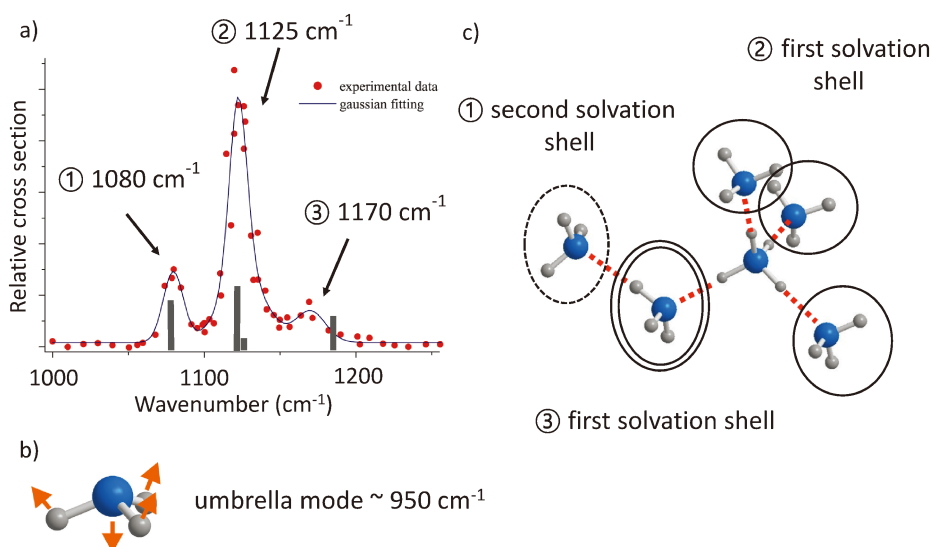 a)
② 1125 cm-1
experimental data
gaussian fitting
① 1080 cm-1
③ 1170 cm-1
Relative cross section
1000
1100
1200
Wavenumber (cm-1)
b)
umbrella mode ~ 950 cm-1
c)
② first solvation
shell
① second solvation
shell
③ first solvation shell